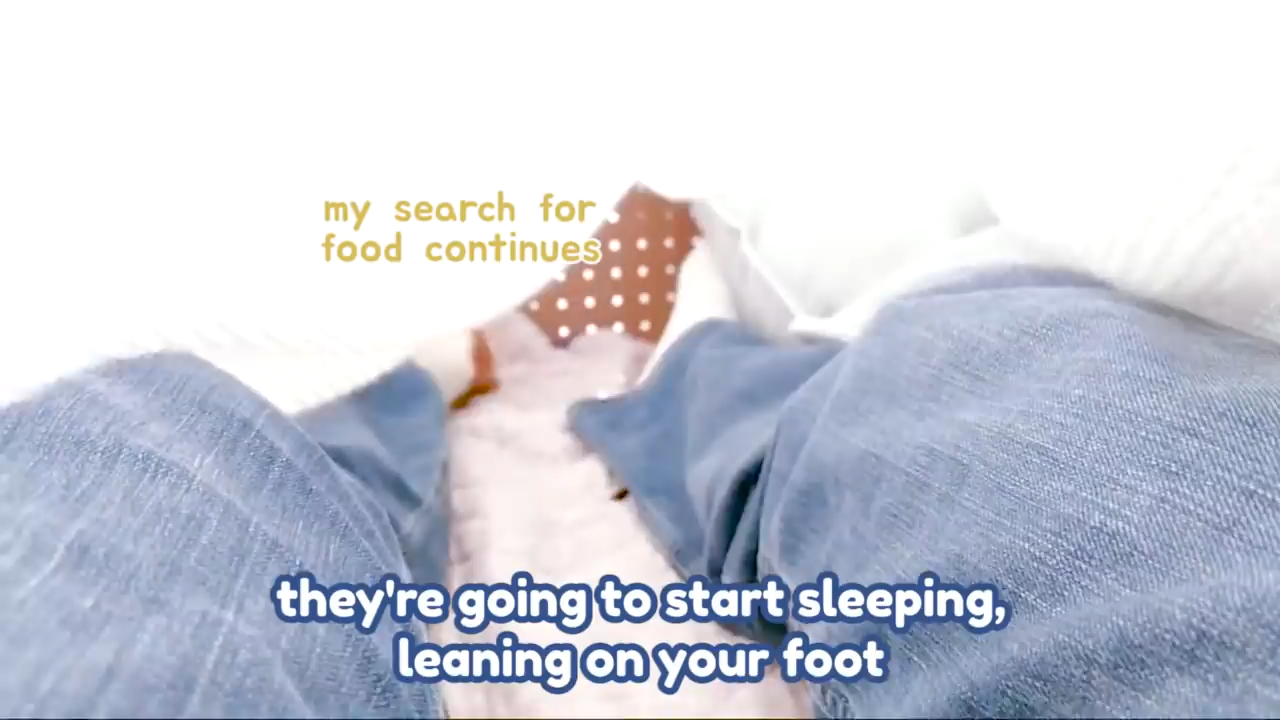 my search for
food continues
they're going to start sleeping,
leaning on your foot